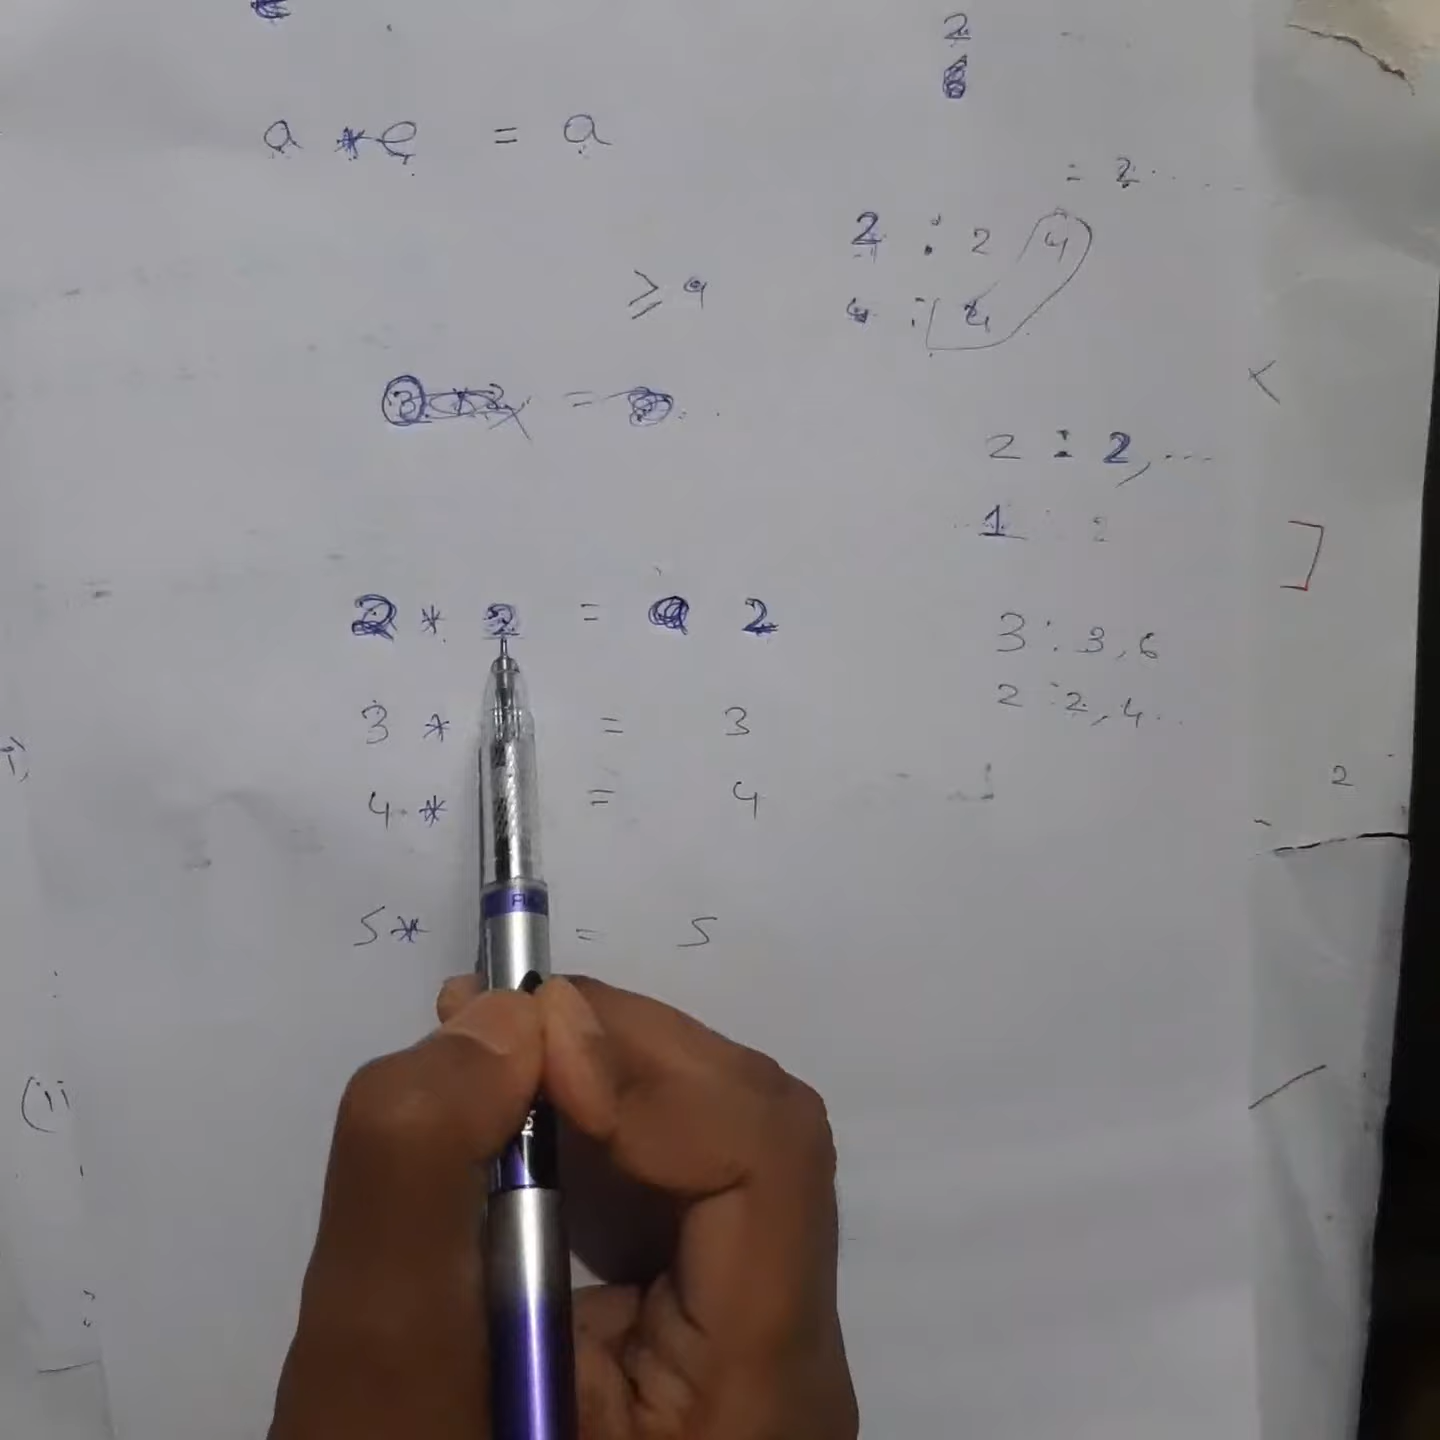 2
a * e = a
= 2 ....
2 : 2 4
≥ a
4 : 4
2 : 2, ...
1 : 2
2 * 2 = 2
3 : 3, 6
2 : 2, 4 ..
3 * = 3
2
4 * = 4
5 * = 5
(ii